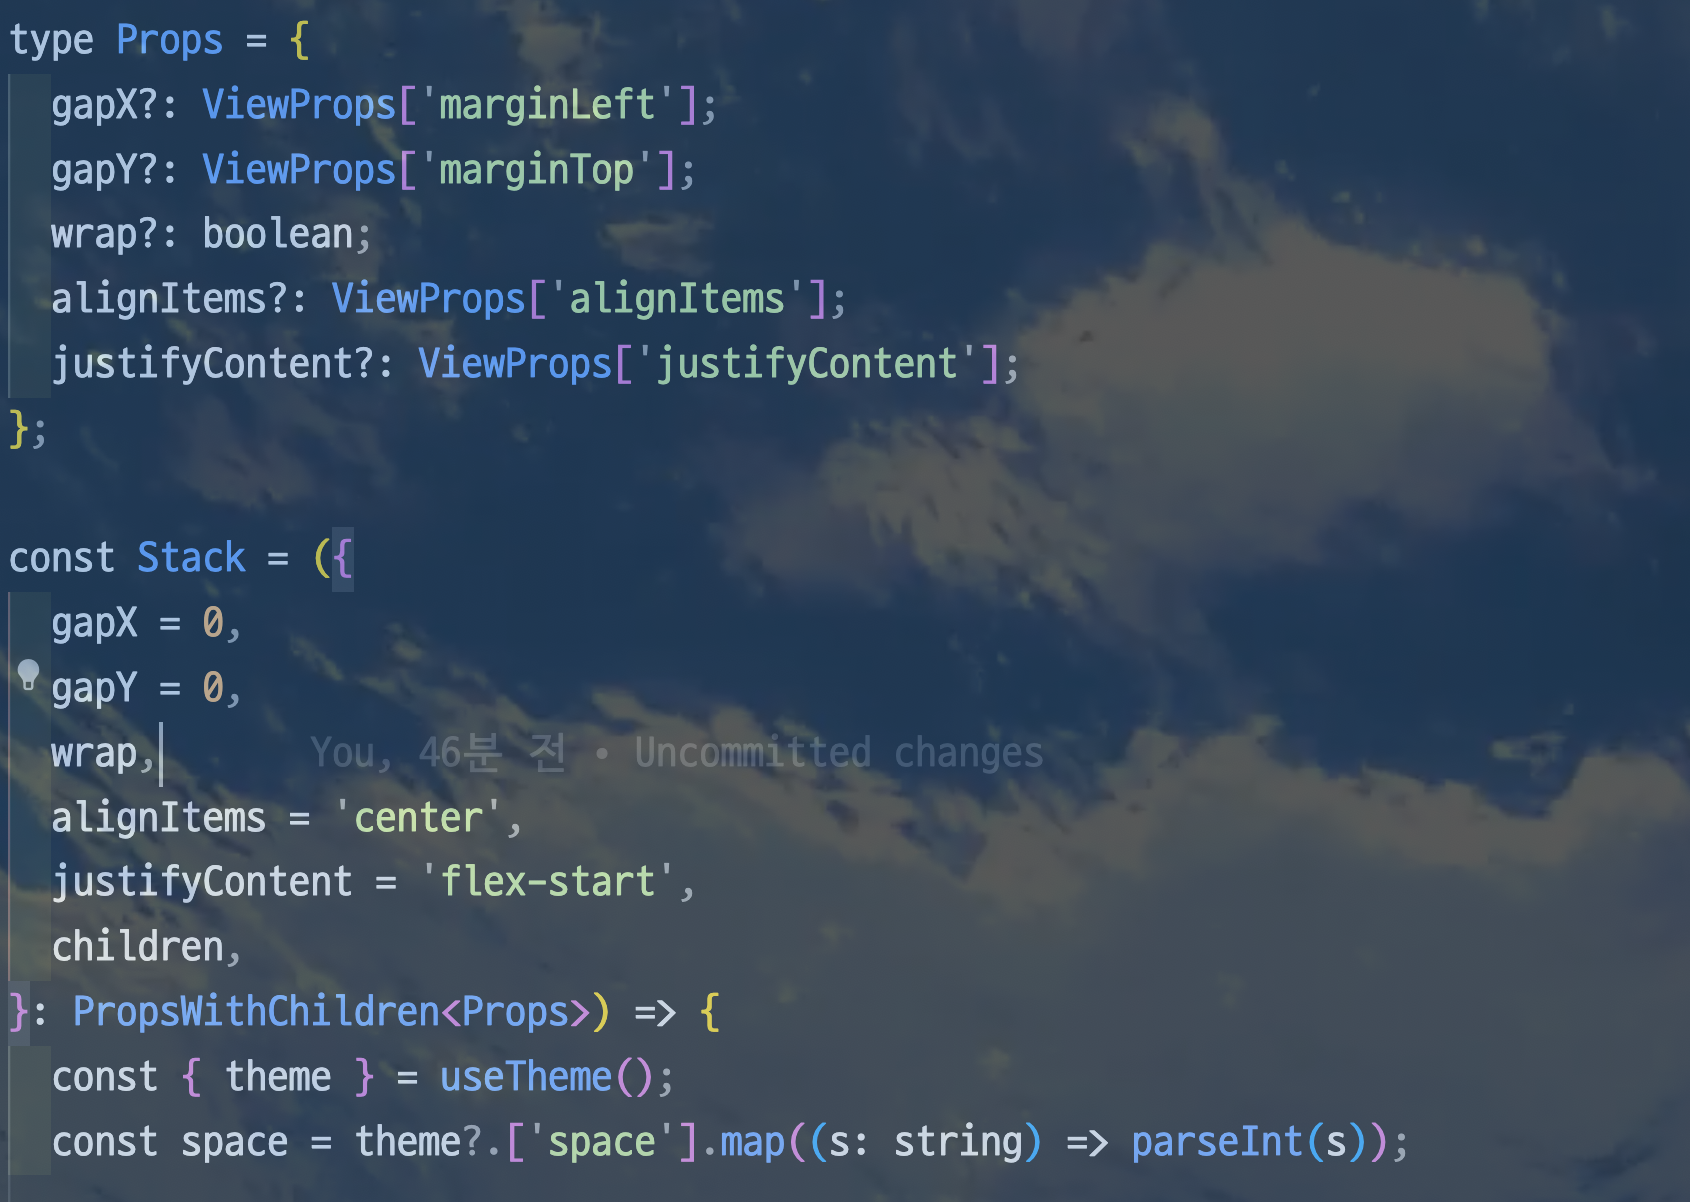 type Props = {
  gapX?: ViewProps['marginLeft'];
  gapY?: ViewProps['marginTop'];
  wrap?: boolean;
  alignItems?: ViewProps['alignItems'];
  justifyContent?: ViewProps['justifyContent'];
};

const Stack = ({
  gapX = 0,
  gapY = 0,
  wrap,       You, 46분 전 • Uncommitted changes
  alignItems = 'center',
  justifyContent = 'flex-start',
  children,
}: PropsWithChildren<Props>) => {
  const { theme } = useTheme();
  const space = theme?.['space'].map((s: string) => parseInt(s));